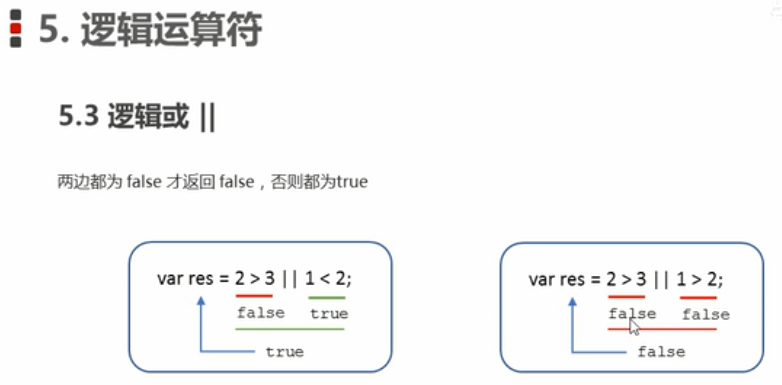 5. 逻辑运算符
5.3 逻辑或 ||
两边都为 false 才返回 false，否则都为true
var res = 2 > 3 || 1 < 2;
false true
true
var res = 2 > 3 || 1 > 2;
false false
false